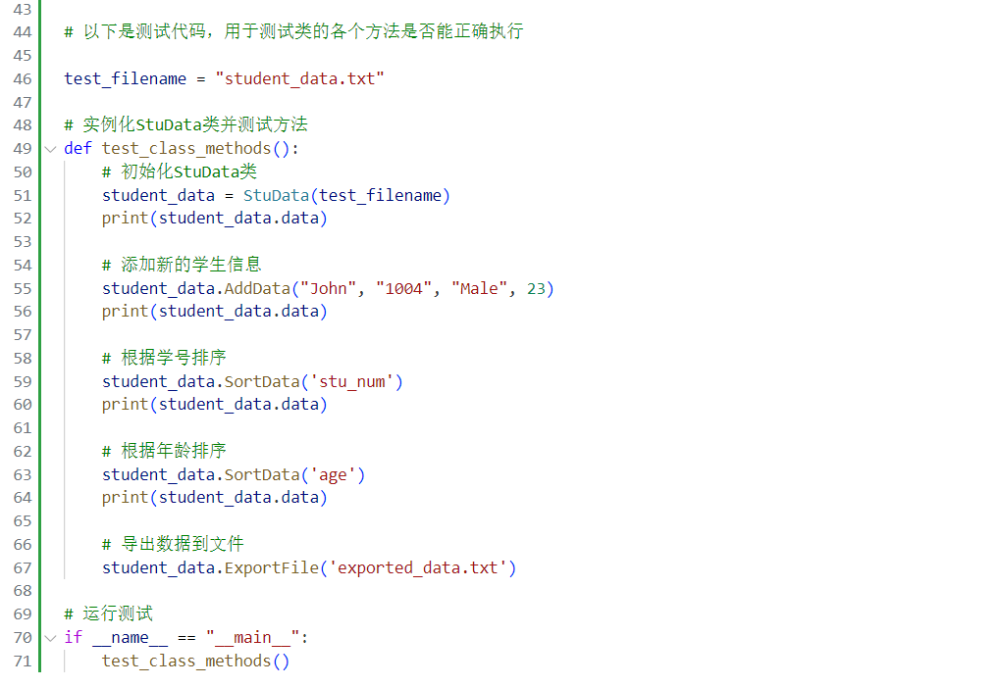 43
44 # 以下是测试代码，用于测试类的各个方法是否能正确执行
45
46 test_filename = "student_data.txt"
47
48 # 实例化StuData类并测试方法
49 def test_class_methods():
50     # 初始化StuData类
51     student_data = StuData(test_filename)
52     print(student_data.data)
53
54     # 添加新的学生信息
55     student_data.AddData("John", "1004", "Male", 23)
56     print(student_data.data)
57
58     # 根据学号排序
59     student_data.SortData('stu_num')
60     print(student_data.data)
61
62     # 根据年龄排序
63     student_data.SortData('age')
64     print(student_data.data)
65
66     # 导出数据到文件
67     student_data.ExportFile('exported_data.txt')
68
69 # 运行测试
70 if __name__ == "__main__":
71     test_class_methods()